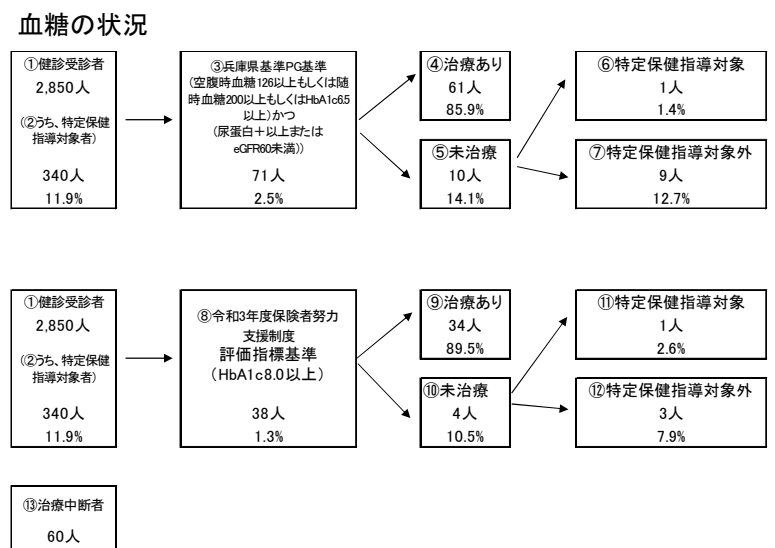 血糖の状況
①健診受診者
2,850人
(②うち、特定保健
指導対象者)
340人
11.9%
③兵庫県基準PG基準
(空腹時血糖126以上もしくは随
時血糖200以上もしくはHbA1c6.5
以上)かつ
(尿蛋白+以上または
eGFR60未満))
71人
2.5%
④治療あり
61人
85.9%
⑤未治療
10人
14.1%
⑥特定保健指導対象
1人
1.4%
⑦特定保健指導対象外
9人
12.7%
①健診受診者
2,850人
(②うち、特定保健
指導対象者)
340人
11.9%
⑧令和3年度保険者努力
支援制度
評価指標基準
(HbA1c8.0以上)
38人
1.3%
⑨治療あり
34人
89.5%
⑩未治療
4人
10.5%
⑪特定保健指導対象
1人
2.6%
⑫特定保健指導対象外
3人
7.9%
⑬治療中断者
60人